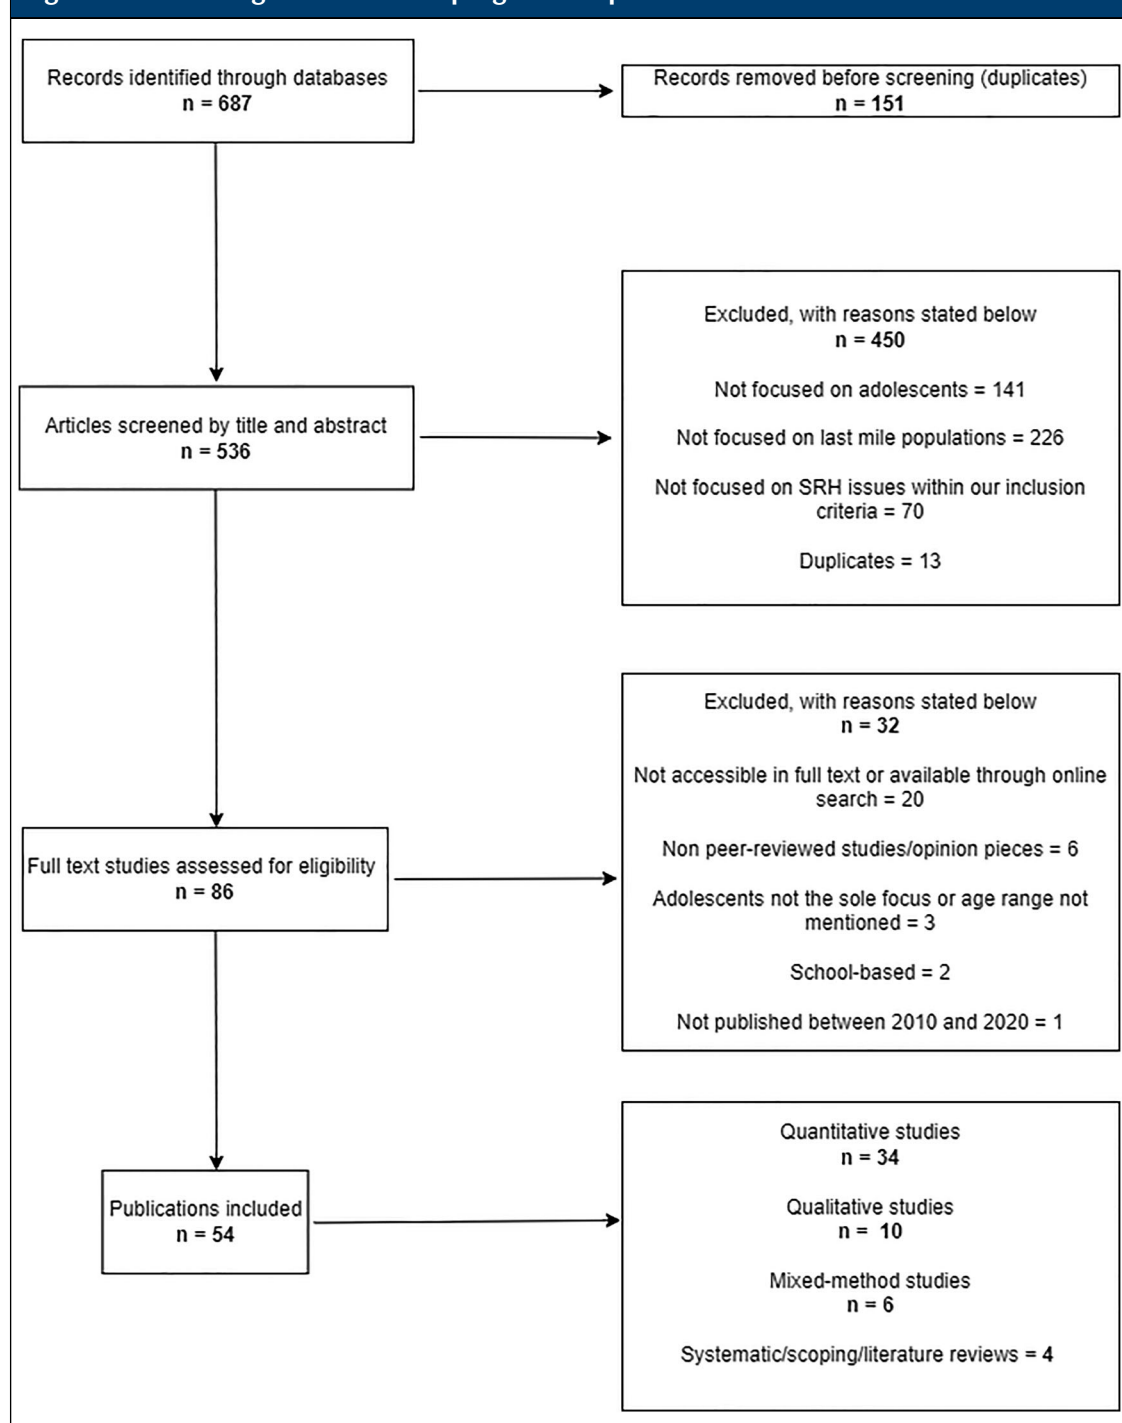 Records identified through databases
n = 687
Records removed before screening (duplicates)
n = 151
Articles screened by title and abstract
n = 536
Excluded, with reasons stated below
n = 450
Not focused on adolescents = 141
Not focused on last mile populations = 226
Not focused on SRH issues within our inclusion
criteria = 70
Duplicates = 13
Full text studies assessed for eligibility
n = 86
Excluded, with reasons stated below
n = 32
Not accessible in full text or available through online
search = 20
Non peer-reviewed studies/opinion pieces = 6
Adolescents not the sole focus or age range not
mentioned = 3
School-based = 2
Not published between 2010 and 2020 = 1
Publications included
n = 54
Quantitative studies
n = 34
Qualitative studies
n =  10
Mixed-method studies
n = 6
Systematic/scoping/literature reviews = 4